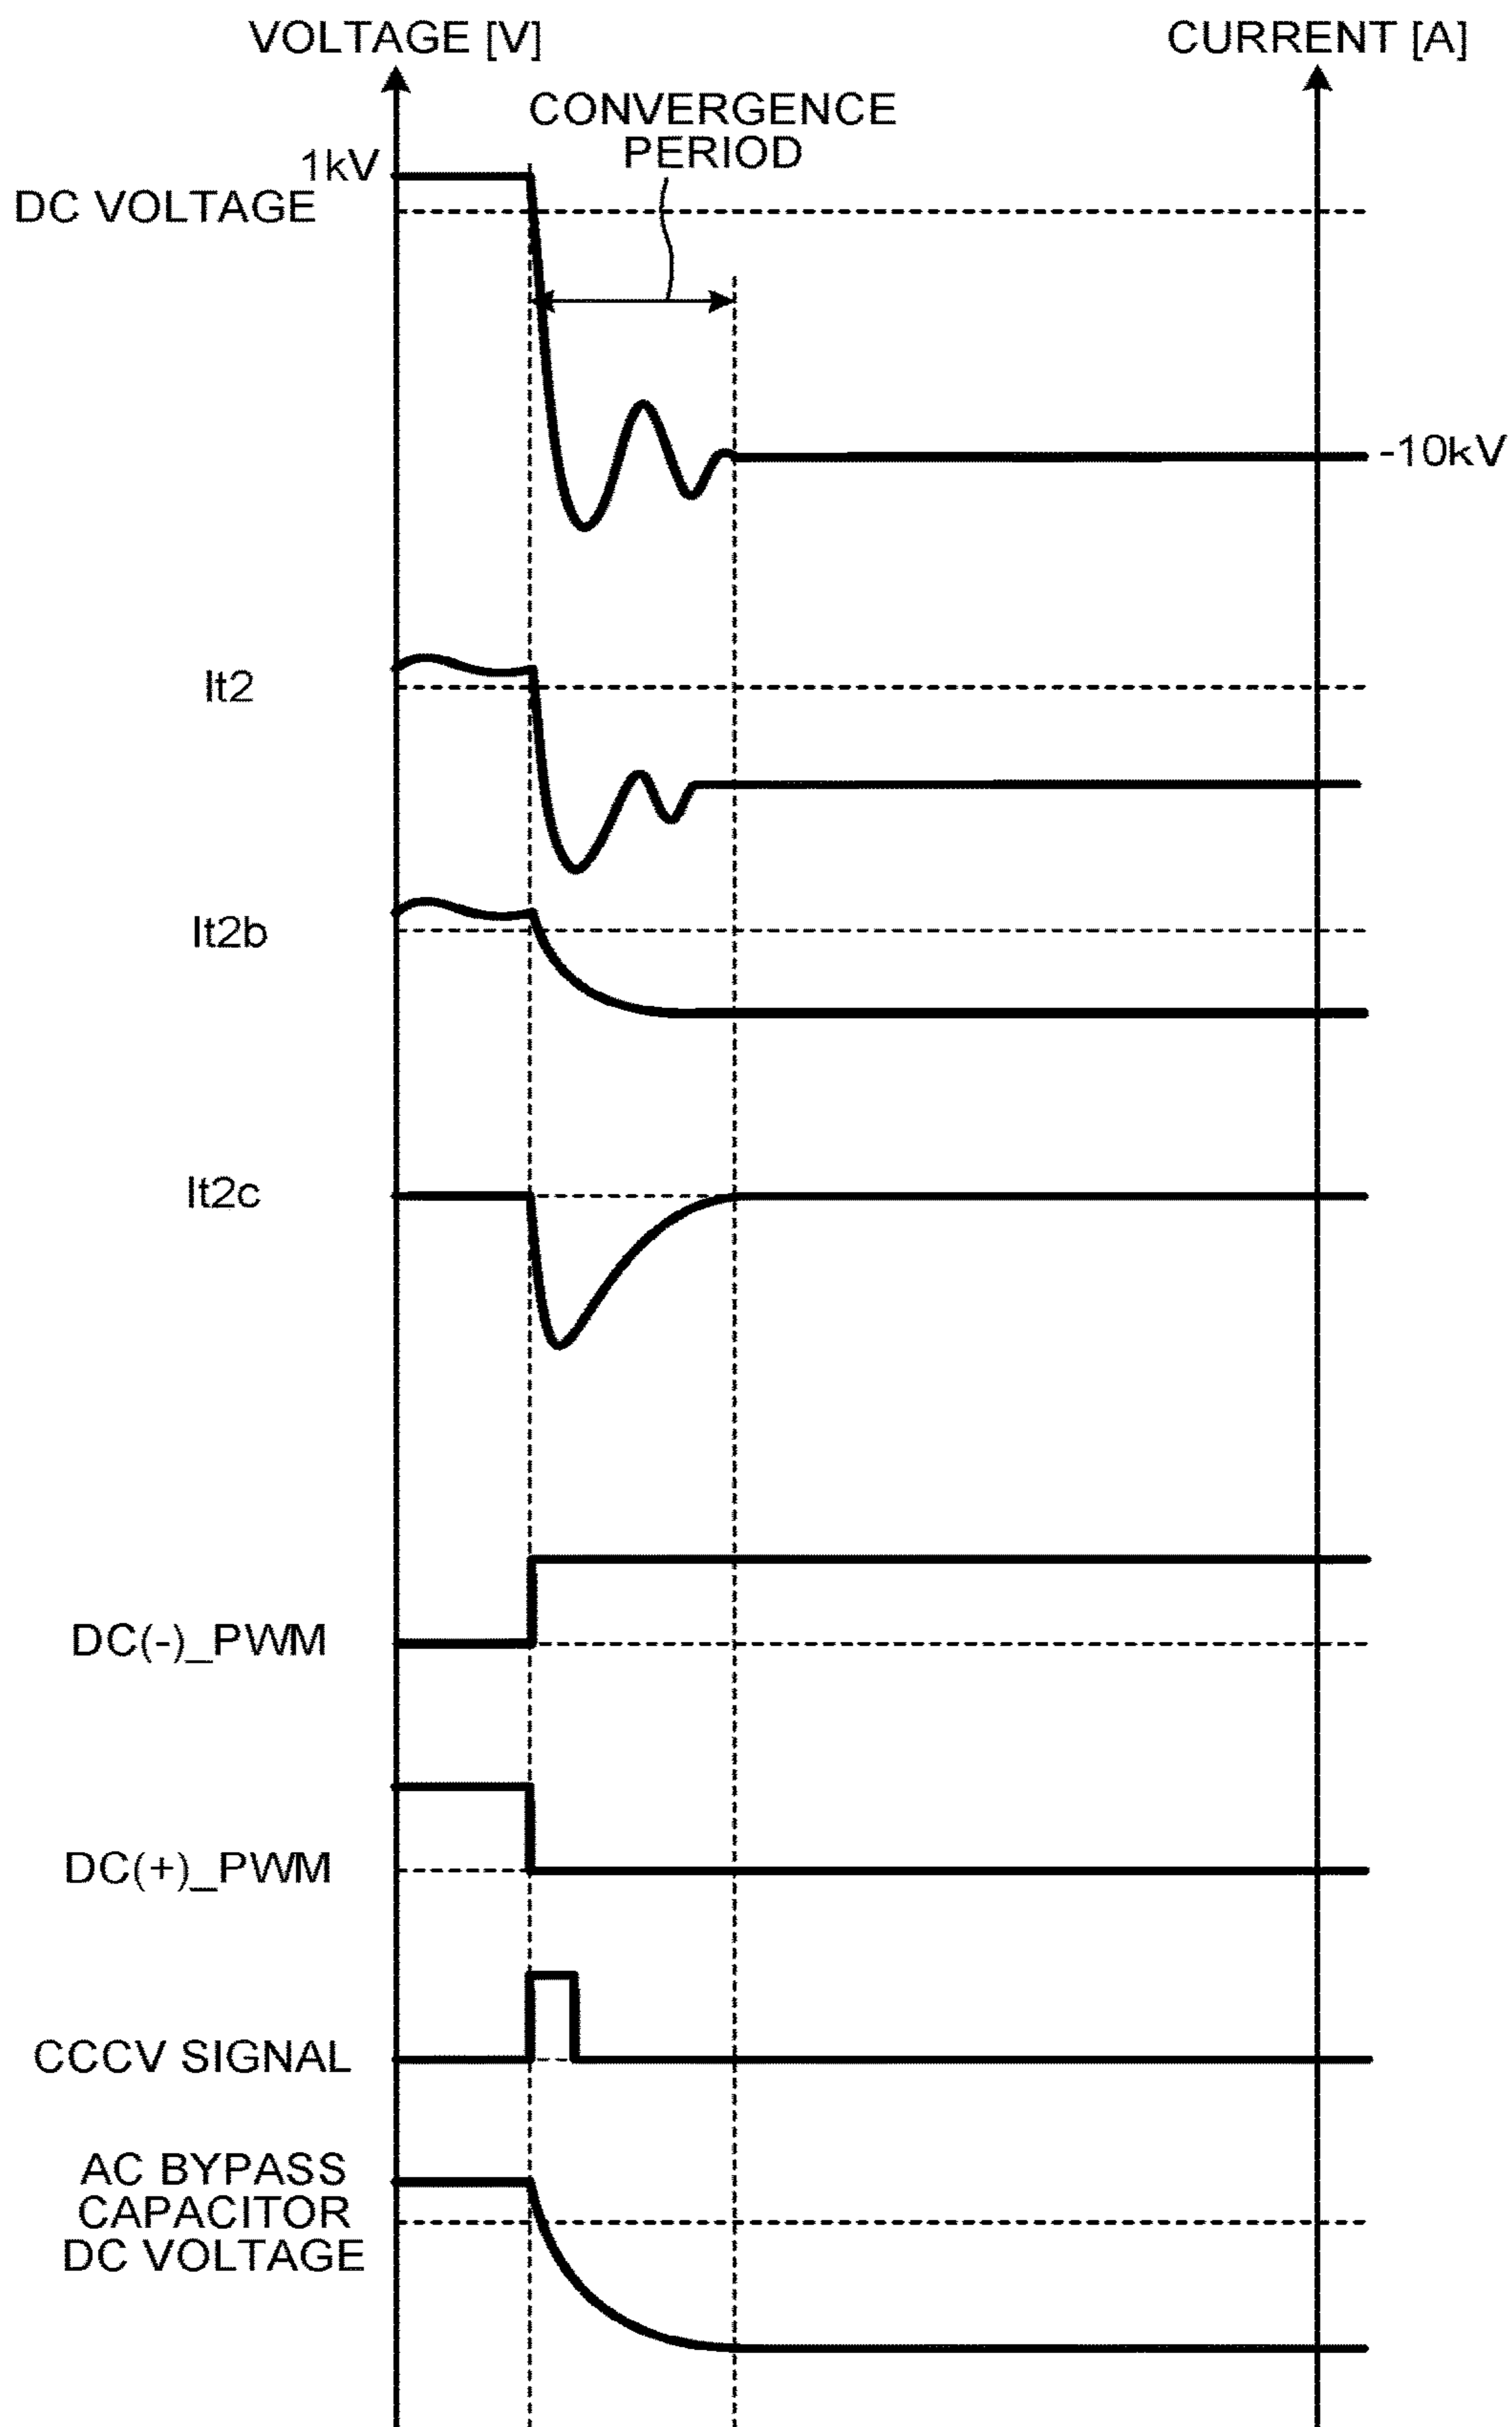 VOLTAGE [V]
CURRENT [A]
CONVERGENCE
PERIOD
1kV
DC VOLTAGE
-10kV
It2
It2b
It2c
DC(-)_PWM
DC(+)_PWM
CCCV SIGNAL
AC BYPASS
CAPACITOR
DC VOLTAGE